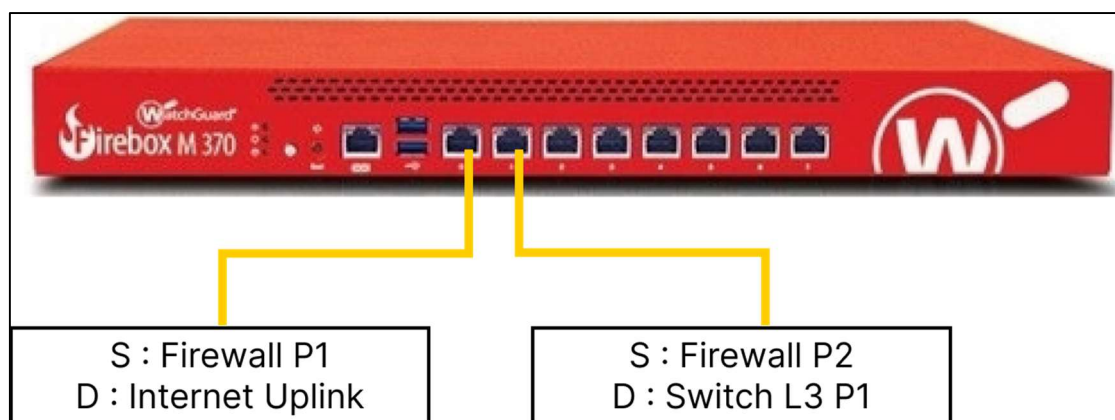 WatchGuard
Firebox M 370
S : Firewall P1
D : Internet Uplink
S : Firewall P2
D : Switch L3 P1